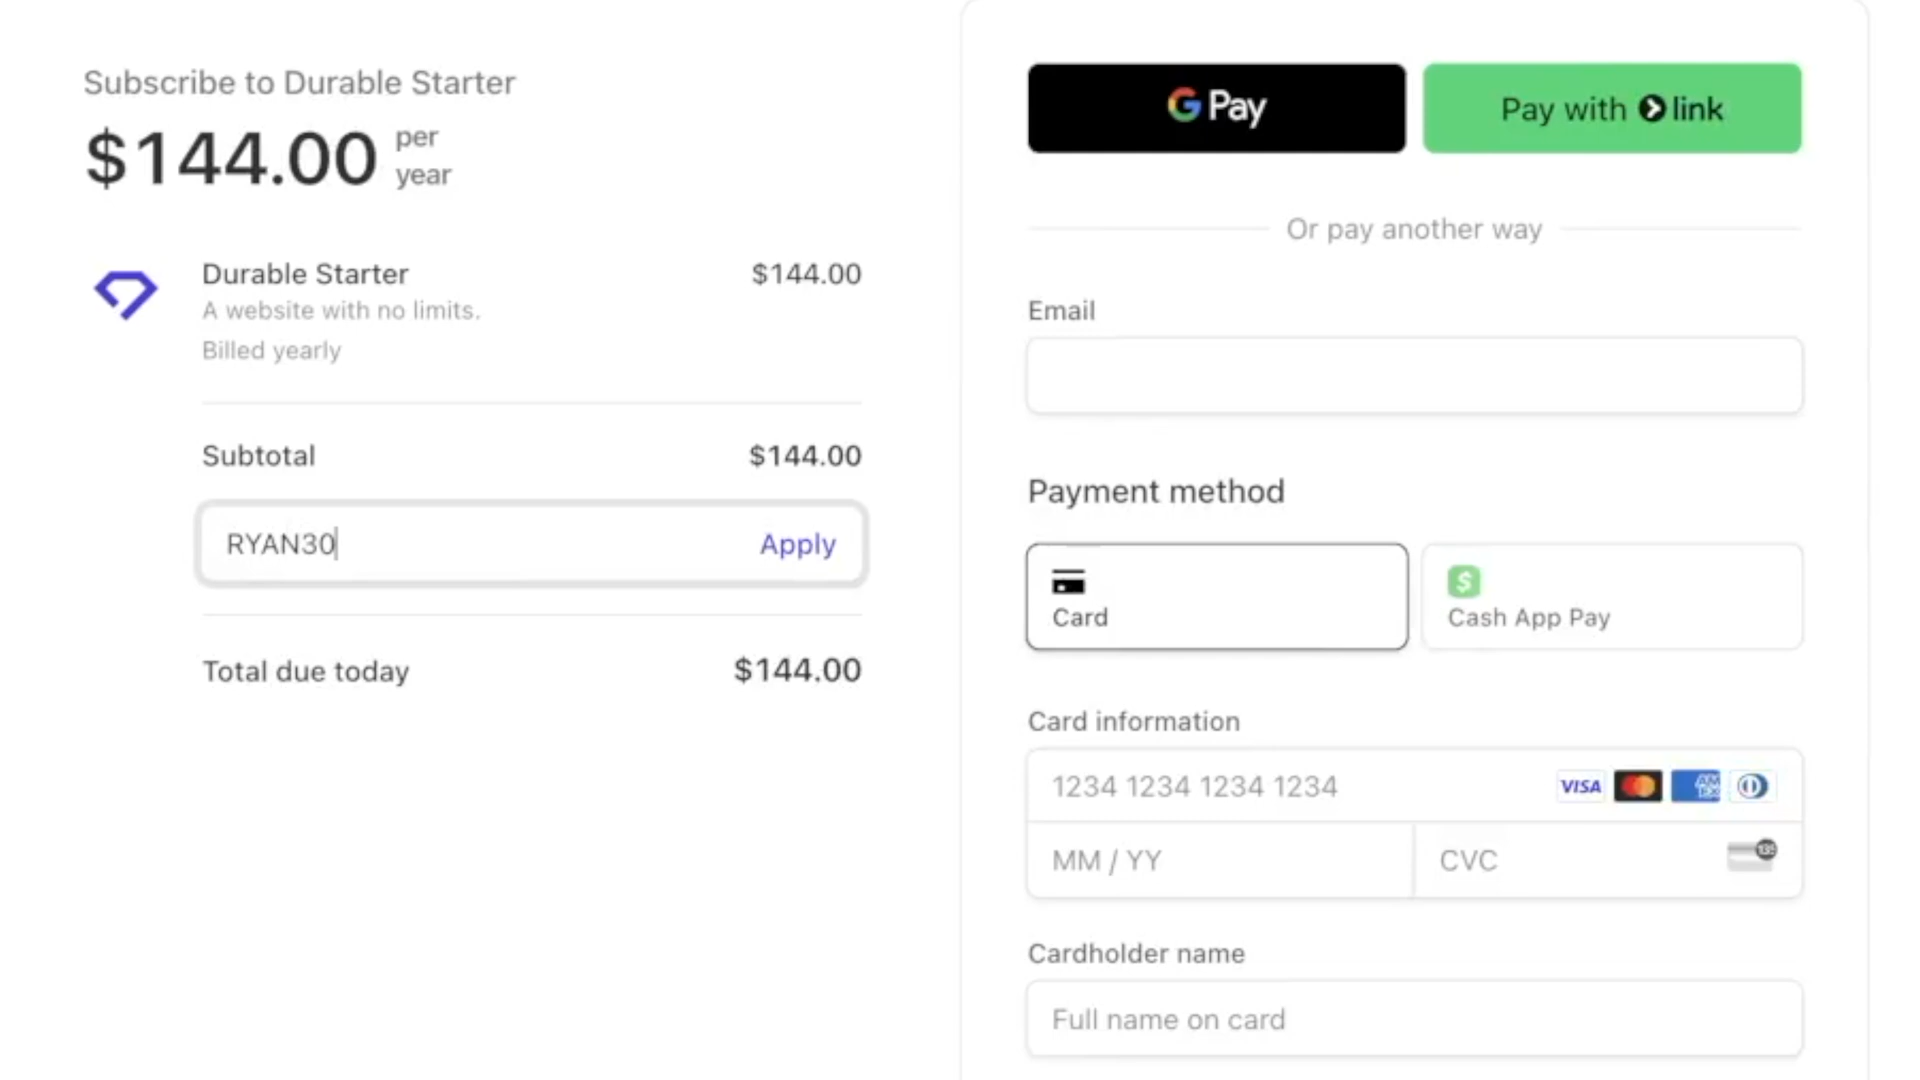 Subscribe to Durable Starter
$144.00 per year
Durable Starter $144.00
A website with no limits.
Billed yearly
Subtotal $144.00
RYAN30 Apply
Total due today $144.00
G Pay
Pay with link
Or pay another way
Email
Payment method
Card
Cash App Pay
Card information
1234 1234 1234 1234 VISA AMEX
MM / YY
CVC
Cardholder name
Full name on card